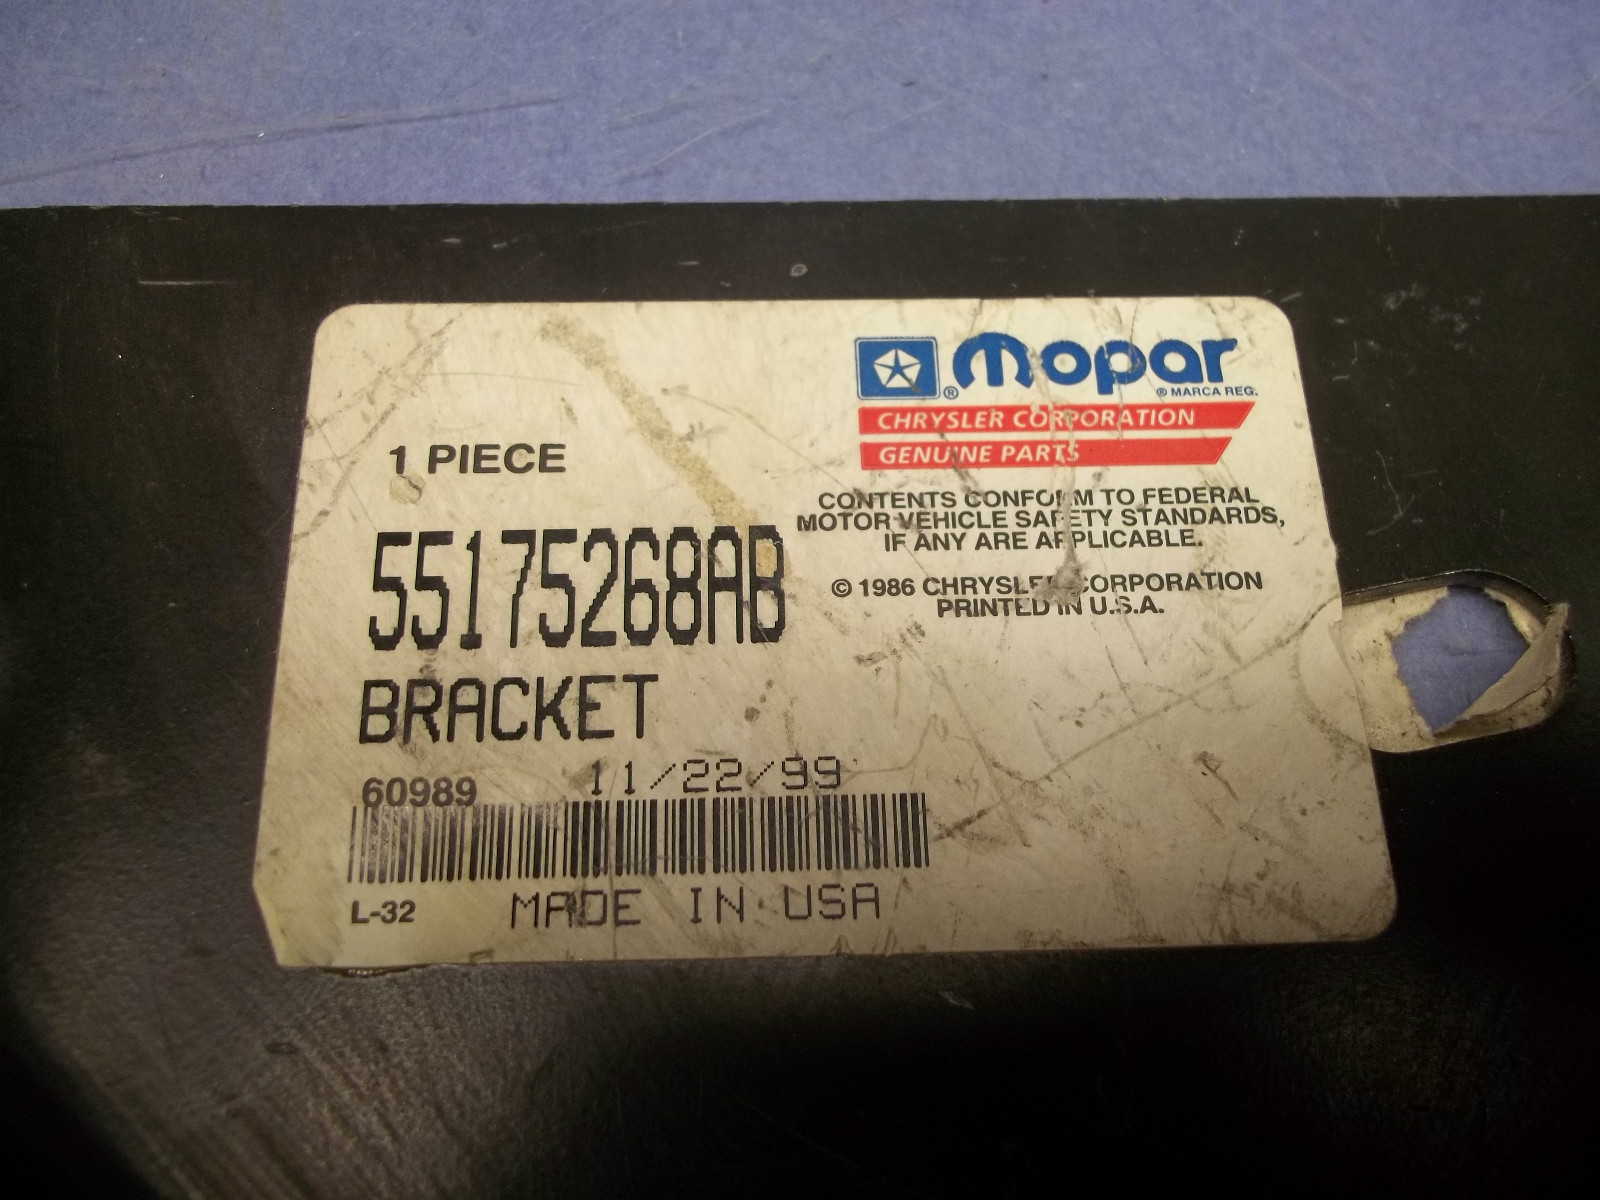 ® Mopar
® MARCA REG.
CHRYSLER CORPORATION
GENUINE PARTS
1 PIECE
CONTENTS CONFORM TO FEDERAL
MOTOR VEHICLE SAFETY STANDARDS,
IF ANY ARE APPLICABLE.
55175268AB
© 1986 CHRYSLER CORPORATION
PRINTED IN U.S.A.
BRACKET
60989 11/22/99
L-32 MADE IN USA